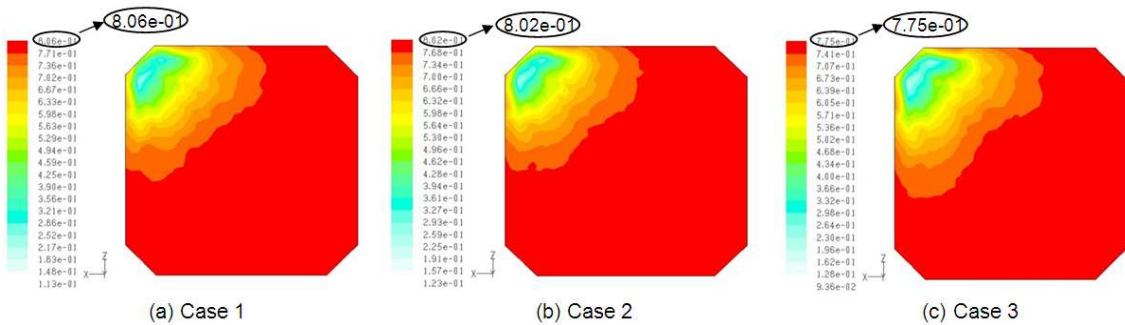 8.06e-01
8.06e-01
7.71e-01
7.36e-01
7.02e-01
6.67e-01
6.33e-01
5.98e-01
5.63e-01
5.29e-01
4.94e-01
4.59e-01
4.25e-01
3.90e-01
3.56e-01
3.21e-01
2.86e-01
2.52e-01
2.17e-01
1.83e-01
1.48e-01
1.13e-01
Z
X
Y
(a) Case 1
8.02e-01
8.02e-01
7.68e-01
7.34e-01
7.00e-01
6.66e-01
6.32e-01
5.98e-01
5.64e-01
5.30e-01
4.96e-01
4.62e-01
4.29e-01
3.95e-01
3.61e-01
3.27e-01
2.93e-01
2.59e-01
2.25e-01
1.91e-01
1.57e-01
1.23e-01
Z
X
Y
(b) Case 2
7.75e-01
7.75e-01
7.41e-01
7.07e-01
6.73e-01
6.39e-01
6.05e-01
5.71e-01
5.36e-01
5.02e-01
4.68e-01
4.34e-01
4.00e-01
3.66e-01
3.32e-01
2.98e-01
2.64e-01
2.30e-01
1.96e-01
1.62e-01
1.28e-01
9.36e-02
Z
X
Y
(c) Case 3